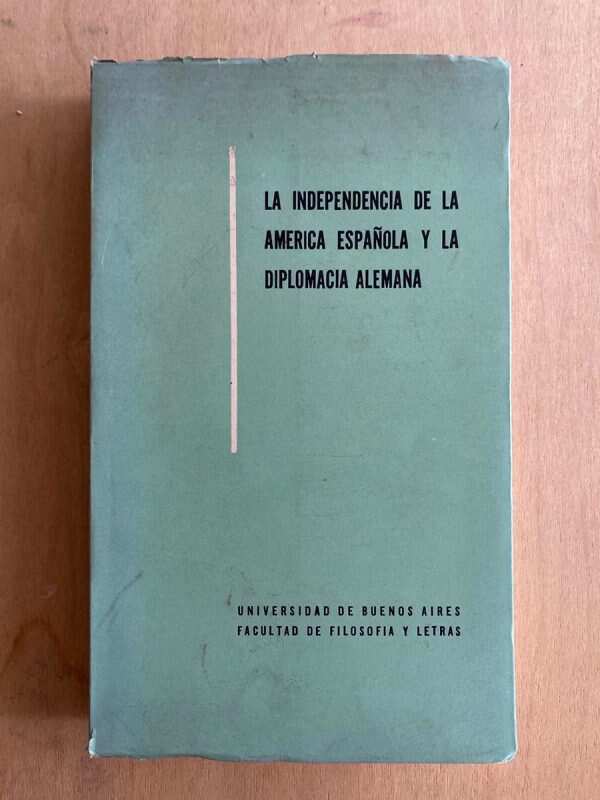 LA INDEPENDENCIA DE LA
AMERICA ESPAÑOLA Y LA
DIPLOMACIA ALEMANA
UNIVERSIDAD DE BUENOS AIRES
FACULTAD DE FILOSOFIA Y LETRAS